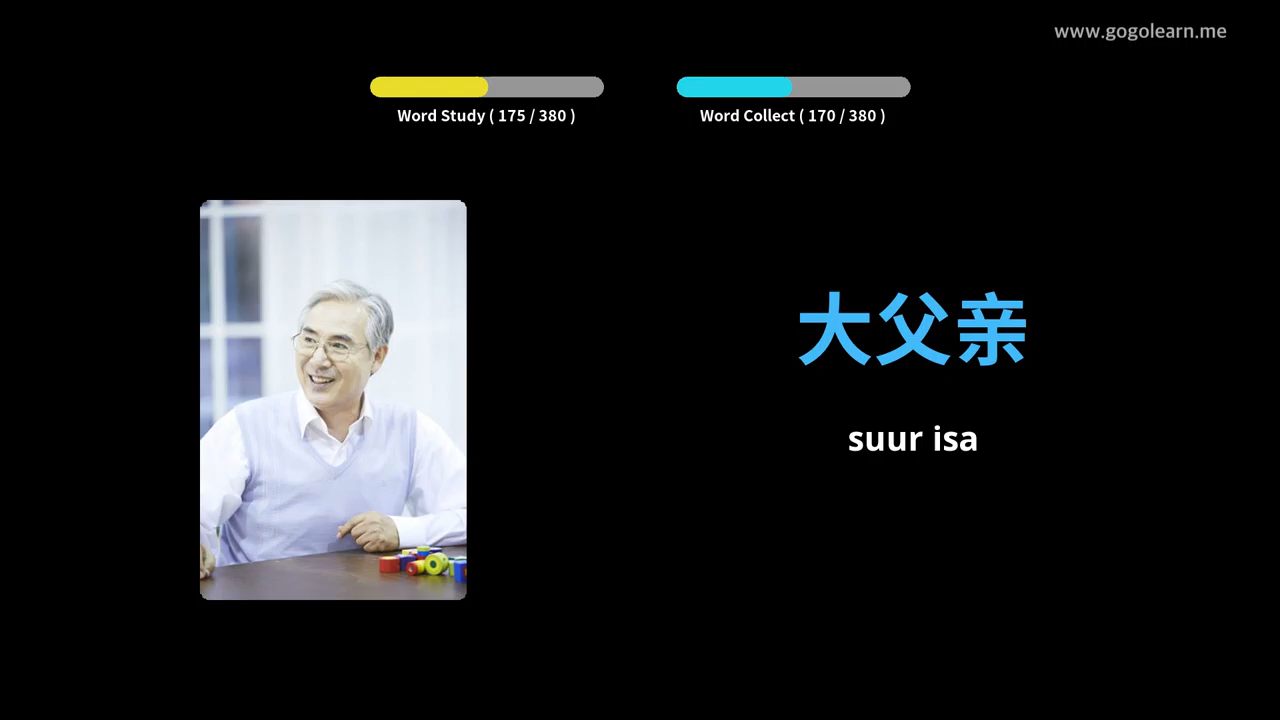 www.gogolearn.me
Word Study ( 175 / 380 )
Word Collect ( 170 / 380 )
大父亲
suur isa